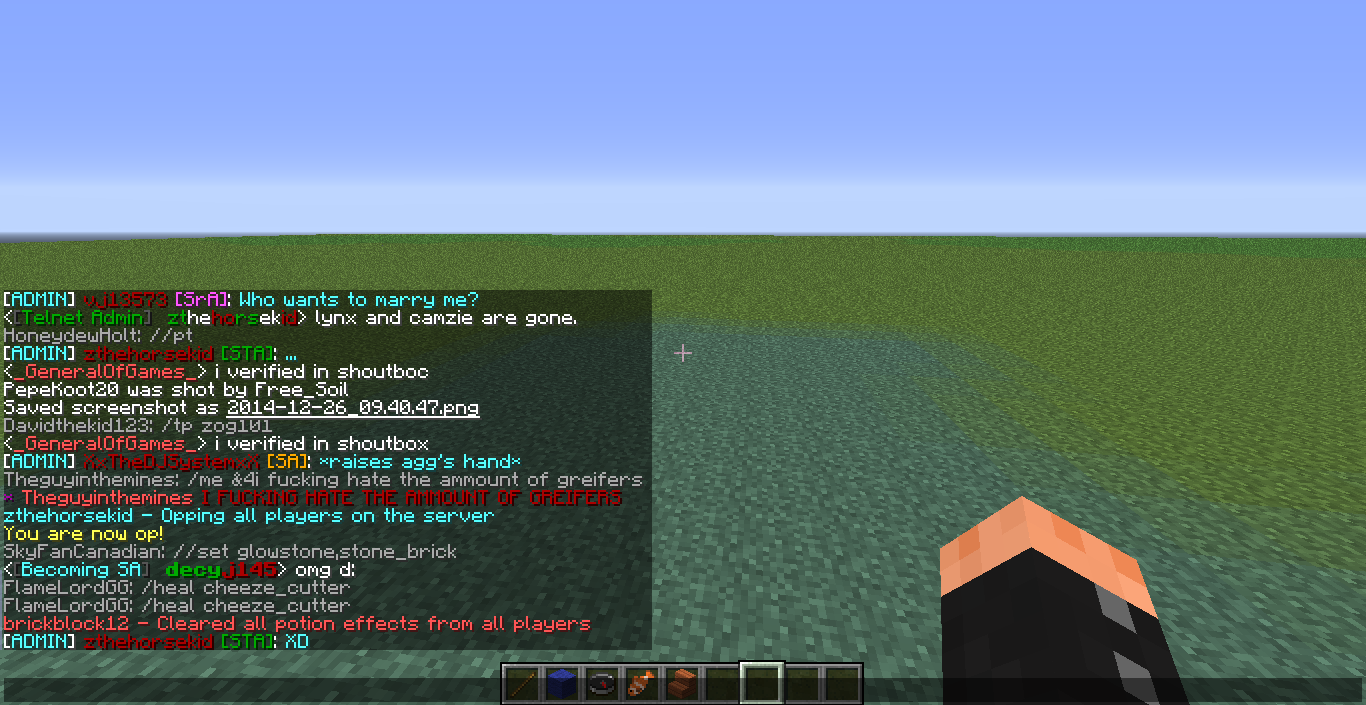 [ADMIN] vj13573 [SrA]: Who wants to marry me?
<[Telnet Admin] zthehorsekid> lynx and camzie are gone.
HoneydewHolt: //pt
[ADMIN] zthehorsekid [STA]: ...
<_GeneralOfGames_> i verified in shoutboc
PepeKoot20 was shot by Free_Soil
Saved screenshot as 2014-12-26_09.40.47.png
Davidthekid123: /tp zog101
<_GeneralOfGames_> i verified in shoutbox
[ADMIN] XxTheDJSystemxX [SA]: *raises agg's hand*
Theguyinthemines: /me &4i fucking hate the ammount of greifers
* Theguyinthemines I FUCKING HATE THE AMMOUNT OF GREIFERS
zthehorsekid - Opping all players on the server
You are now op!
SkyFanCanadian: //set glowstone,stone_brick
<[Becoming SA] decyj145> omg d:
FlameLordGG: /heal cheeze_cutter
FlameLordGG: /heal cheeze_cutter
brickblock12 - Cleared all potion effects from all players
[ADMIN] zthehorsekid [STA]: XD